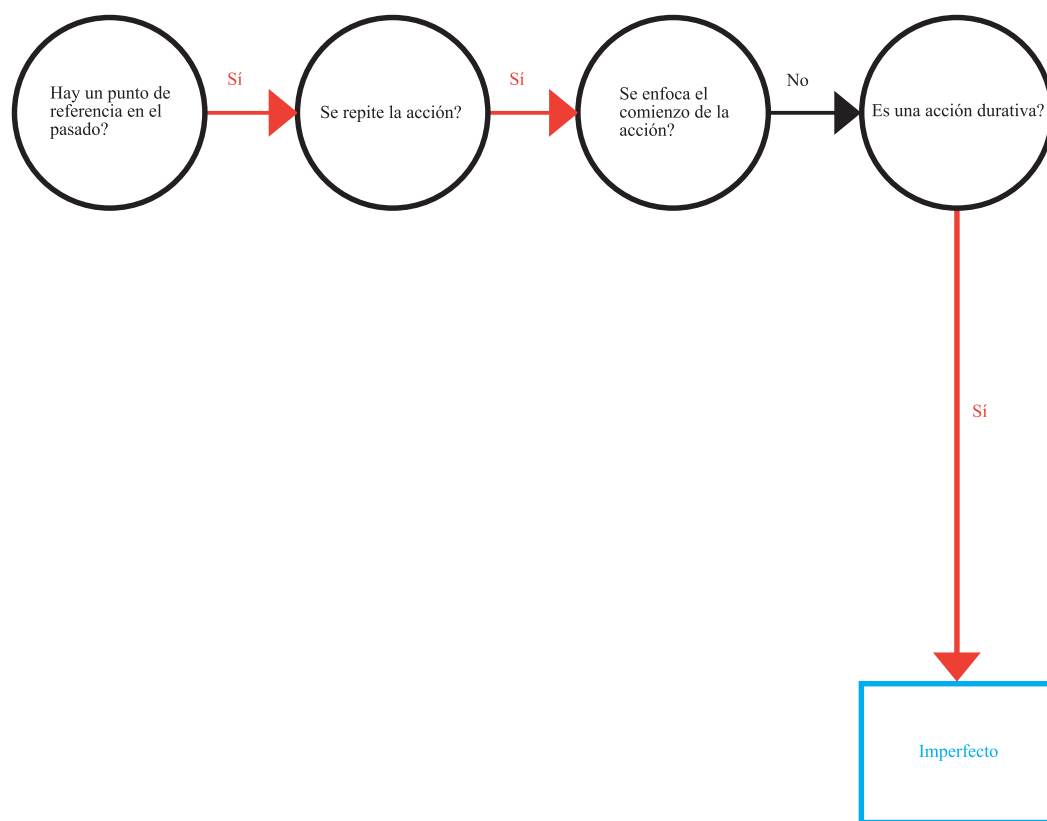 Hay un punto de
referencia en el
pasado?
Sí
Se repite la acción?
Sí
Se enfoca el
comienzo de la
acción?
No
Es una acción durativa?
Sí
Imperfecto